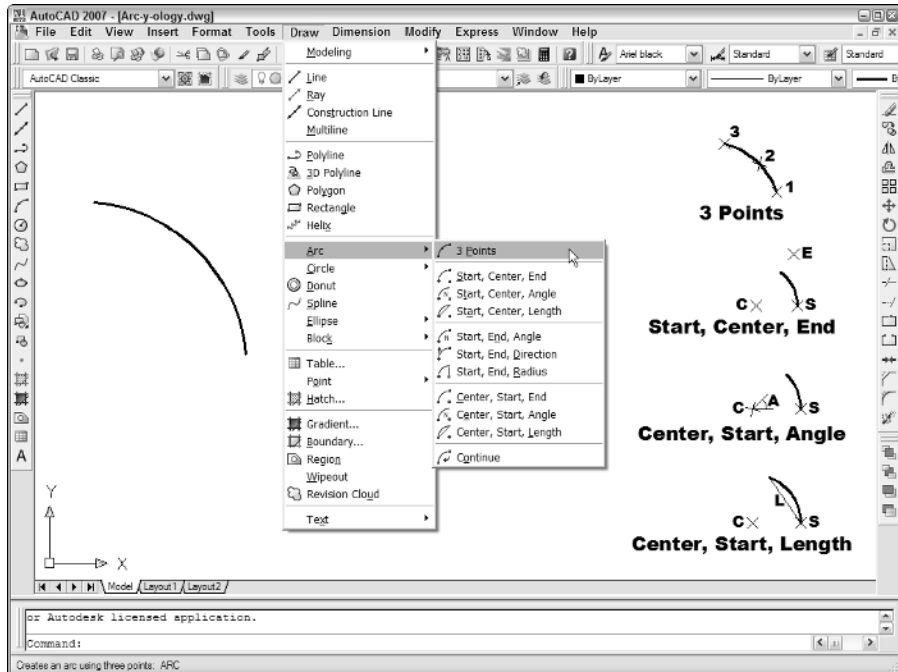 AutoCAD 2007 - [Arc-y-ology.dwg]
File Edit View Insert Format Tools Draw Dimension Modify Express Window Help
Ariel black Standard Standard
AutoCAD Classic ByLayer ByLayer
Modeling
Line
Ray
Construction Line
Multiline
Polyline
3D Polyline
Polygon
Rectangle
Helix
Arc
Circle
Donut
Spline
Ellipse
Block
Table...
Point
Hatch...
Gradient...
Boundary...
Region
Wipeout
Revision Cloud
Text
3 Points
Start, Center, End
Start, Center, Angle
Start, Center, Length
Start, End, Angle
Start, End, Direction
Start, End, Radius
Center, Start, End
Center, Start, Angle
Center, Start, Length
Continue
3
2
1
3 Points
E
C S
Start, Center, End
C A S
Center, Start, Angle
L
C S
Center, Start, Length
A
Y
X
Model Layout1 Layout2
or Autodesk licensed application.
Command:
Creates an arc using three points: ARC